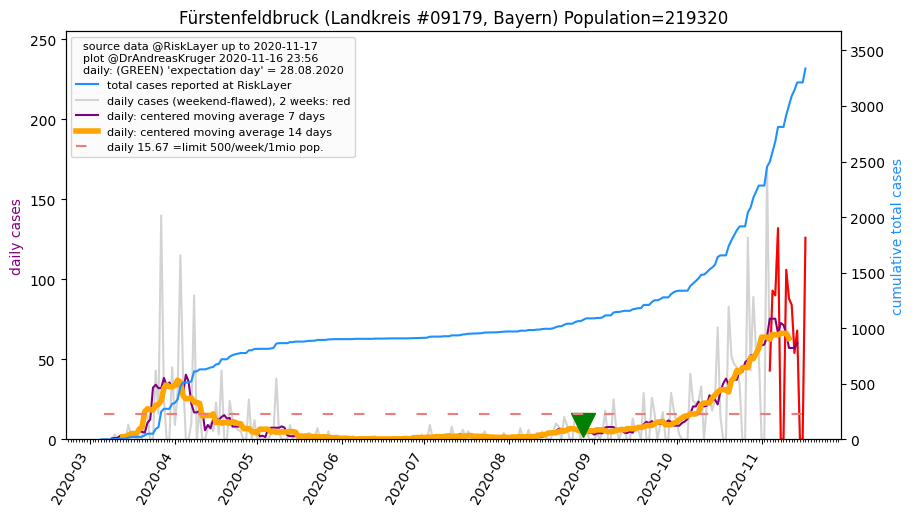 Fürstenfeldbruck (Landkreis #09179, Bayern) Population=219320
source data @RiskLayer up to 2020-11-17
plot @DrAndreasKruger 2020-11-16 23:56
daily: (GREEN) 'expectation day' = 28.08.2020
total cases reported at RiskLayer
daily cases (weekend-flawed), 2 weeks: red
daily: centered moving average 7 days
daily: centered moving average 14 days
daily 15.67 =limit 500/week/1mio pop.
daily cases
250
200
150
100
50
0
cumulative total cases
3500
3000
2500
2000
1500
1000
500
0
2020-03
2020-04
2020-05
2020-06
2020-07
2020-08
2020-09
2020-10
2020-11